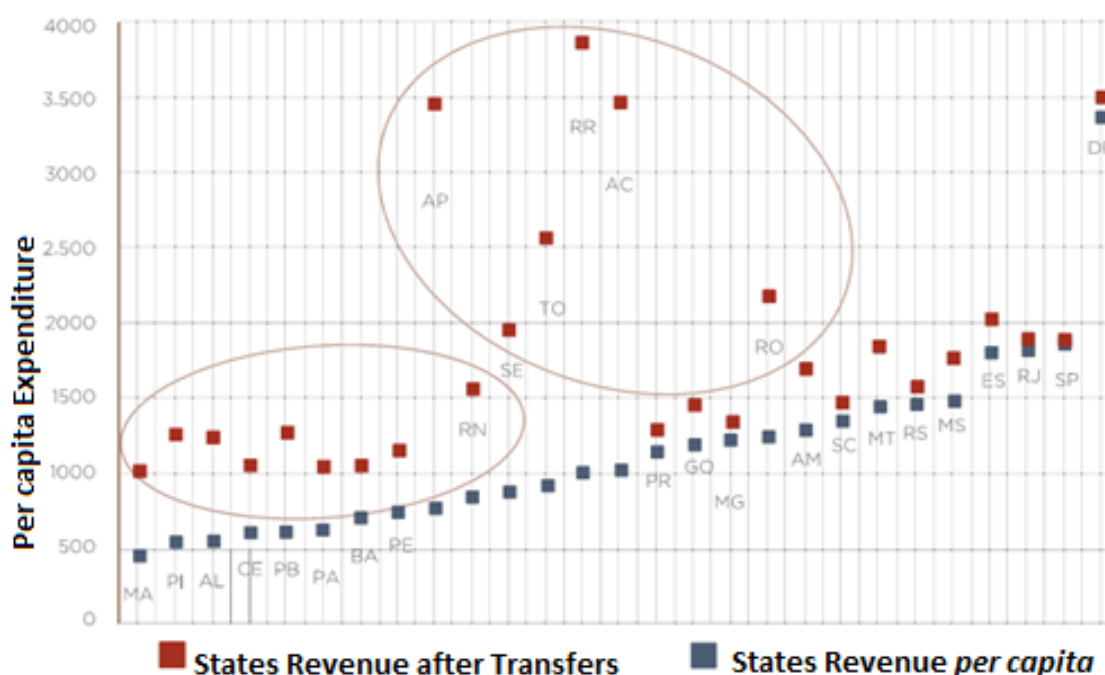 4000
3.500
3000
2.500
2000
1500
1000
500
0
Per capita Expenditure
MA
PI
AL
CE
PB
PA
BA
PE
AP
RN
SE
TO
RR
AC
PR
GO
MG
RO
AM
SC
MT
RS
MS
ES
RJ
SP
States Revenue after Transfers
States Revenue per capita